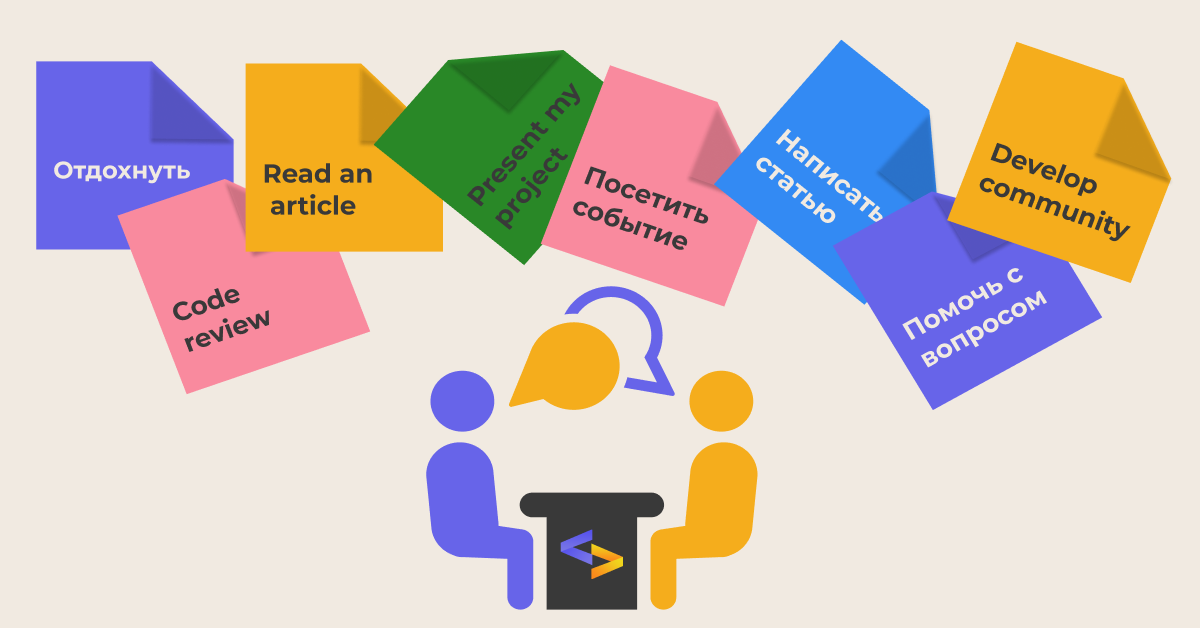 Отдохнуть
Code
review
Read an
article
Present my
project
Посетить
событие
Написать
статью
Помочь с
вопросом
Develop
community